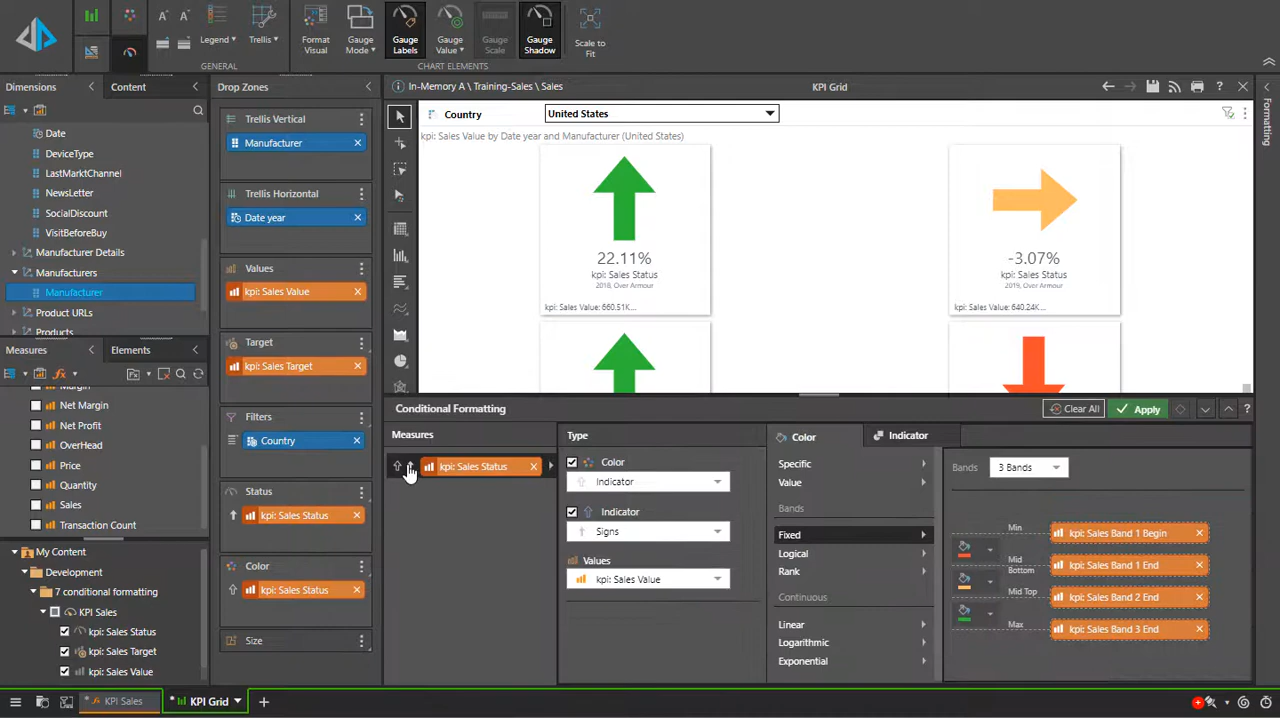 Legend
Trellis
GENERAL
Format Visual
Gauge Mode
Gauge Labels
Gauge Value
Gauge Scale
Gauge Shadow
CHART ELEMENTS
Scale to Fit
Dimensions
Content
Date
DeviceType
LastMarktChannel
NewsLetter
SocialDiscount
VisitBeforeBuy
Manufacturer Details
Manufacturers
Manufacturer
Product URLs
Products
Measures
Elements
Margin
Net Margin
Net Profit
OverHead
Price
Quantity
Sales
Transaction Count
My Content
Development
7 conditional formatting
KPI Sales
kpi: Sales Status
kpi: Sales Target
kpi: Sales Value
Drop Zones
Trellis Vertical
Manufacturer
Trellis Horizontal
Date year
Values
kpi: Sales Value
Target
kpi: Sales Target
Filters
Country
Status
kpi: Sales Status
Color
kpi: Sales Status
Size
In-Memory A \ Training-Sales \ Sales
KPI Grid
Country
United States
kpi: Sales Value by Date year and Manufacturer (United States)
22.11%
kpi: Sales Status
2018, Over Armour
kpi: Sales Value: 660.51K...
-3.07%
kpi: Sales Status
2019, Over Armour
kpi: Sales Value: 640.24K...
Formatting
Conditional Formatting
Clear All
Apply
?
Measures
kpi: Sales Status
Type
Color
Indicator
Indicator
Signs
Values
kpi: Sales Value
Color
Indicator
Specific
Value
Bands
Fixed
Logical
Rank
Continuous
Linear
Logarithmic
Exponential
Bands
3 Bands
Min
kpi: Sales Band 1 Begin
Mid Bottom
kpi: Sales Band 1 End
Mid Top
kpi: Sales Band 2 End
Max
kpi: Sales Band 3 End
* KPI Sales
* KPI Grid